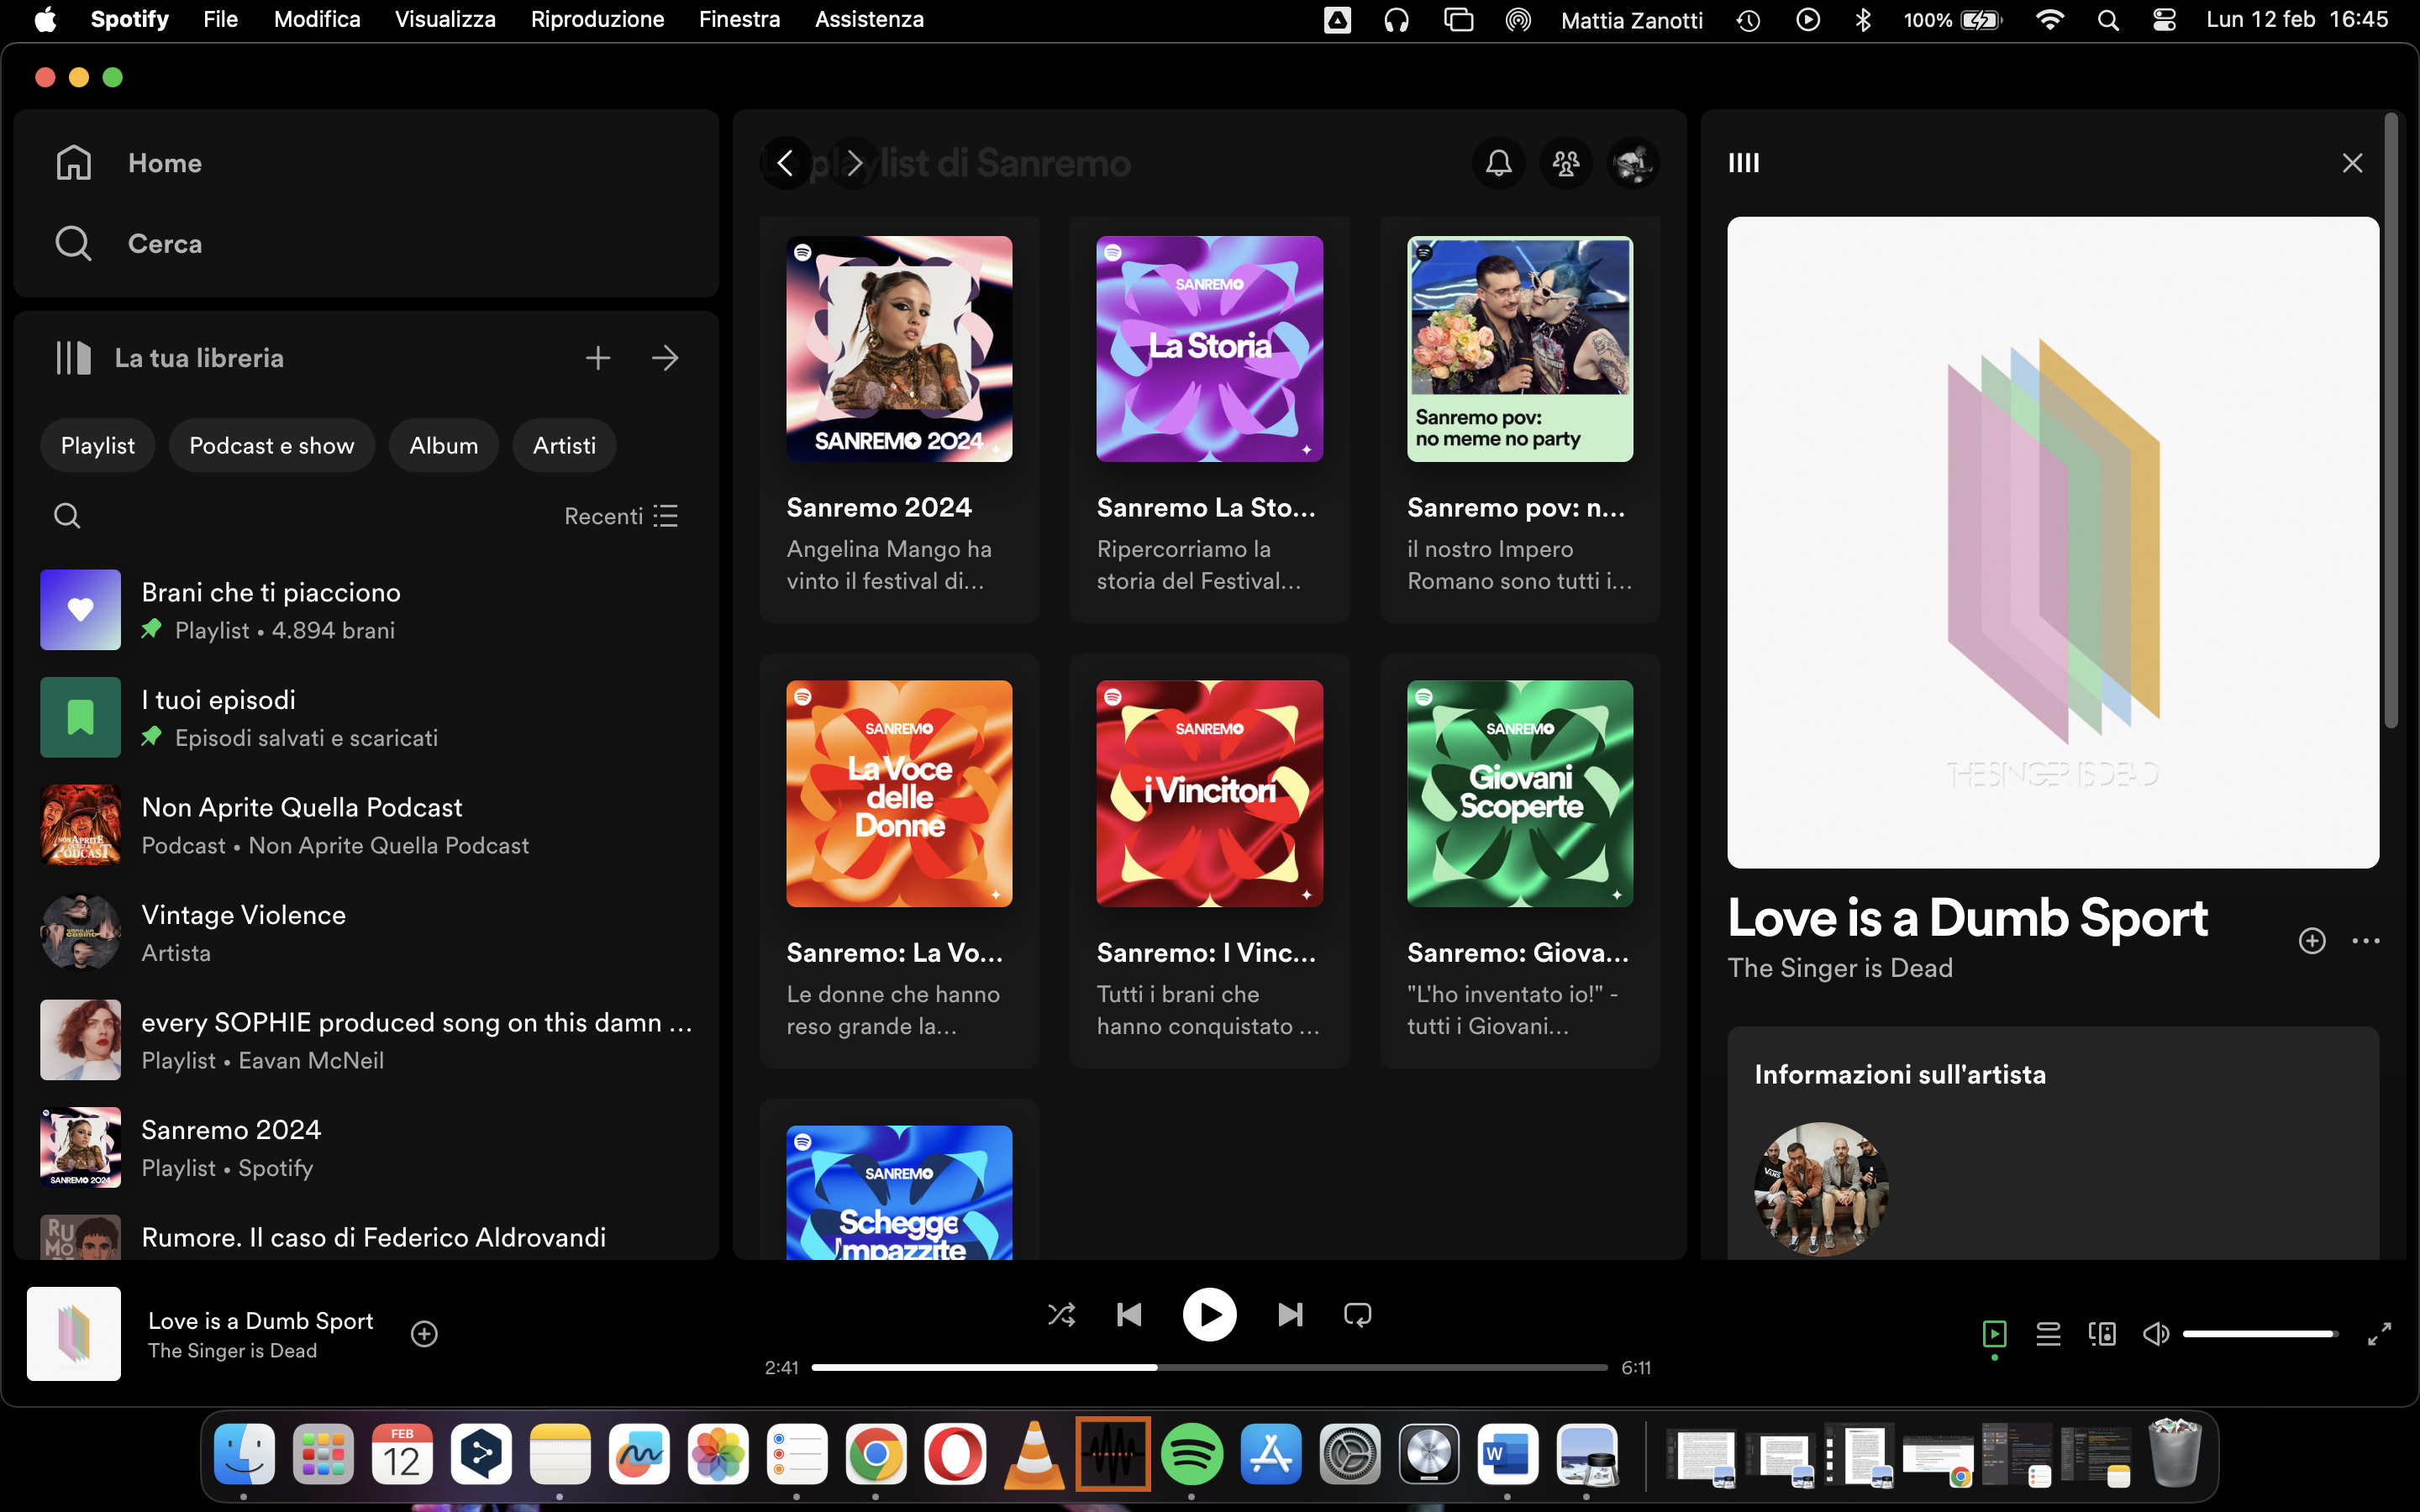 Spotify File Modifica Visualizza Riproduzione Finestra Assistenza Mattia Zanotti 100% Lun 12 feb 16:45
Home
Cerca
La tua libreria
Playlist Podcast e show Album Artisti
Recenti
Brani che ti piacciono
Playlist • 4.894 brani
I tuoi episodi
Episodi salvati e scaricati
NON APRITE
QUELLA
PODCAST
Non Aprite Quella Podcast
Podcast • Non Aprite Quella Podcast
Vintage Violence
Artista
every SOPHIE produced song on this damn ...
Playlist • Eavan McNeil
SANREMO 2024
Sanremo 2024
Playlist • Spotify
RU
MO
Rumore. Il caso di Federico Aldrovandi
playlist di Sanremo
SANREMO 2024
Sanremo 2024
Angelina Mango ha
vinto il festival di...
SANREMO
La Storia
Sanremo La Sto...
Ripercorriamo la
storia del Festival...
Sanremo pov:
no meme no party
Sanremo pov: n...
il nostro Impero
Romano sono tutti i...
SANREMO
La Voce
delle
Donne
Sanremo: La Vo...
Le donne che hanno
reso grande la...
SANREMO
i Vincitori
Sanremo: I Vinc...
Tutti i brani che
hanno conquistato ...
SANREMO
Giovani
Scoperte
Sanremo: Giova...
"L'ho inventato io!" -
tutti i Giovani...
SANREMO
Schegge
Impazzite
THE SINGER IS DEAD
Love is a Dumb Sport
The Singer is Dead
Informazioni sull'artista
VANS
Love is a Dumb Sport
The Singer is Dead
2:41
6:11
FEB
12
W